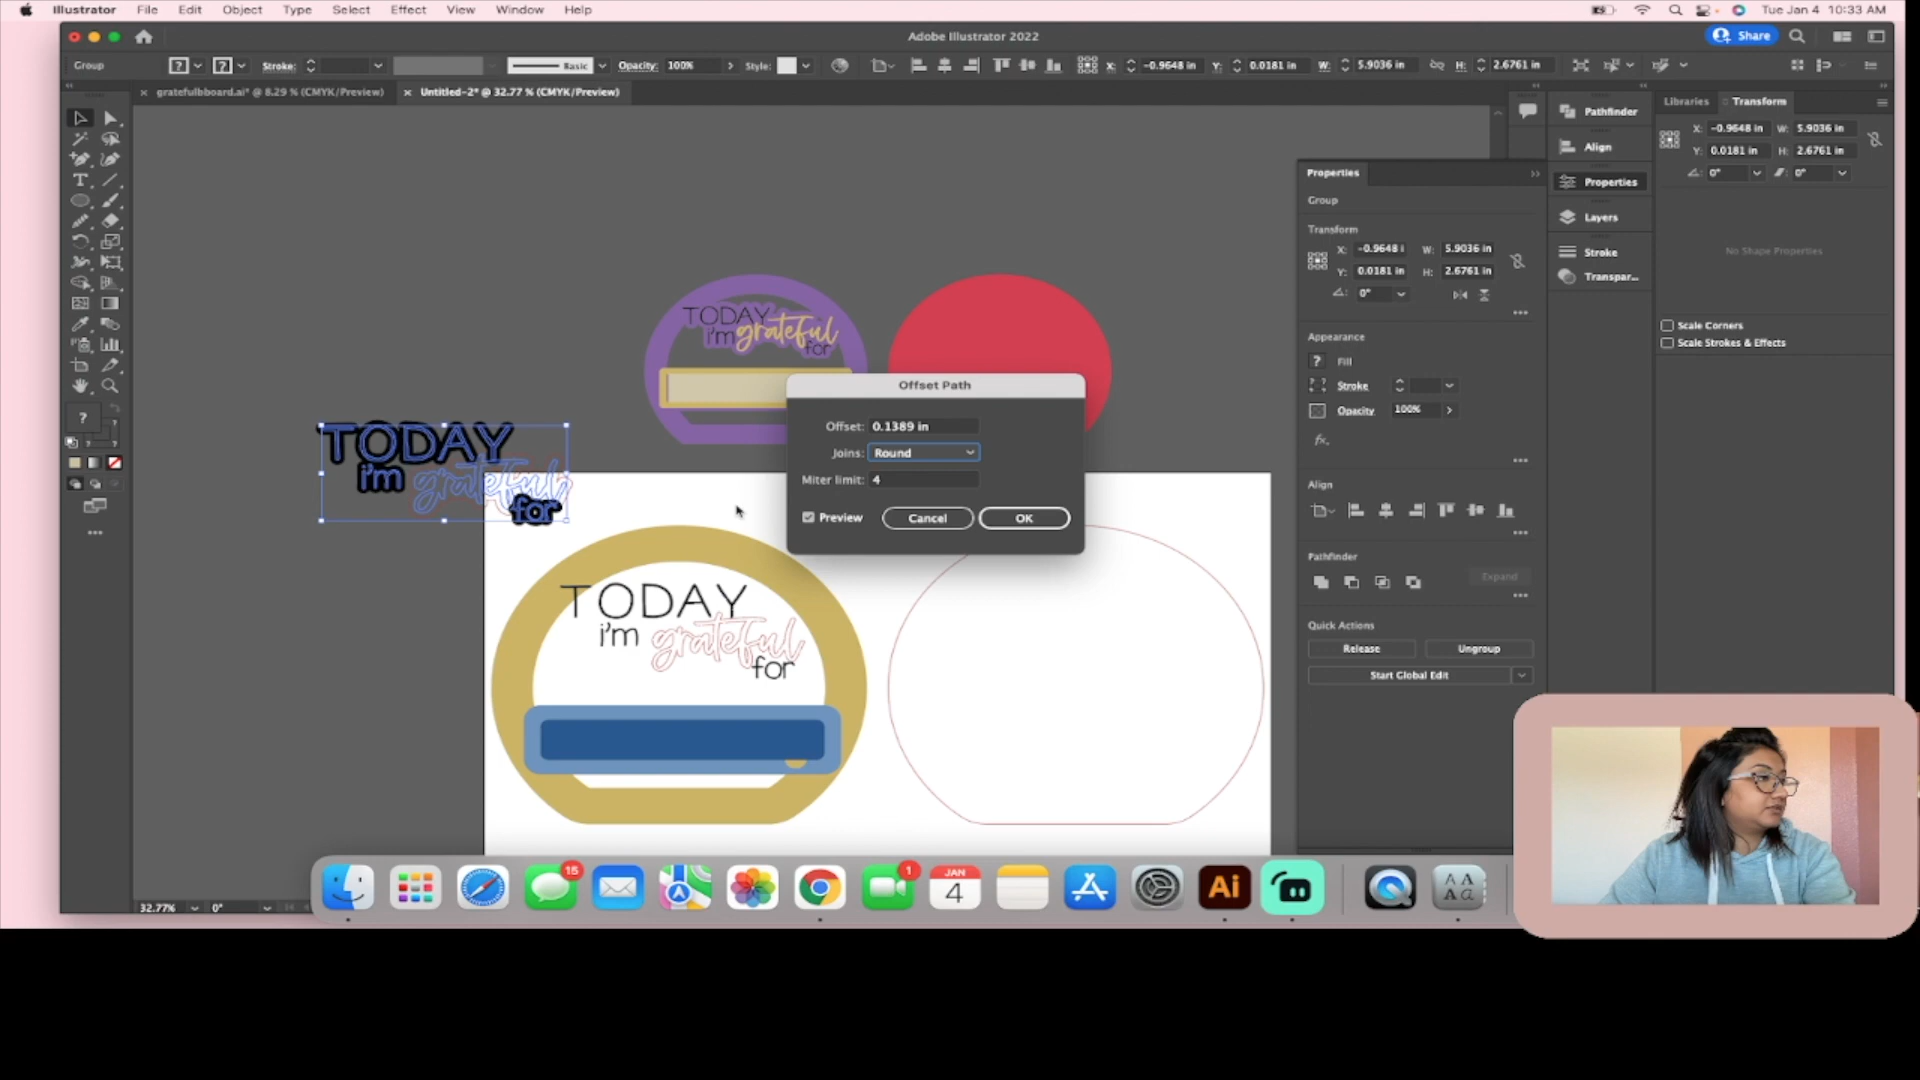 Illustrator File Edit Object Type Select Effect View Window Help Tue Jan 4 10:33 AM
Adobe Illustrator 2022 Share
Group ? ? Stroke: Basic Opacity: 100% Style: X: -0.9648 in Y: 0.0181 in W: 5.9036 in H: 2.6761 in
gratefulbboard.ai* @ 8.29 % (CMYK/Preview) Untitled-2* @ 32.77 % (CMYK/Preview)
Libraries Transform
X: -0.9648 in W: 5.9036 in
Y: 0.0181 in H: 2.6761 in
0° 0°
No Shape Properties
Scale Corners
Scale Strokes & Effects
Pathfinder
Align
Properties
Layers
Stroke
Transpar...
Properties
Group
Transform
X: -0.9648 i W: 5.9036 in
Y: 0.0181 in H: 2.6761 in
0°
Appearance
? Fill
Stroke
Opacity 100%
fx.
Align
Pathfinder
Expand
Quick Actions
Release Ungroup
Start Global Edit
TODAY
i'm grateful
for
Offset Path
Offset: 0.1389 in
Joins: Round
Miter limit: 4
Preview Cancel OK
TODAY
i'm grateful
for
TODAY
i'm grateful
for
32.77% 0°
15
1
JAN
4
Ai
A A
A a